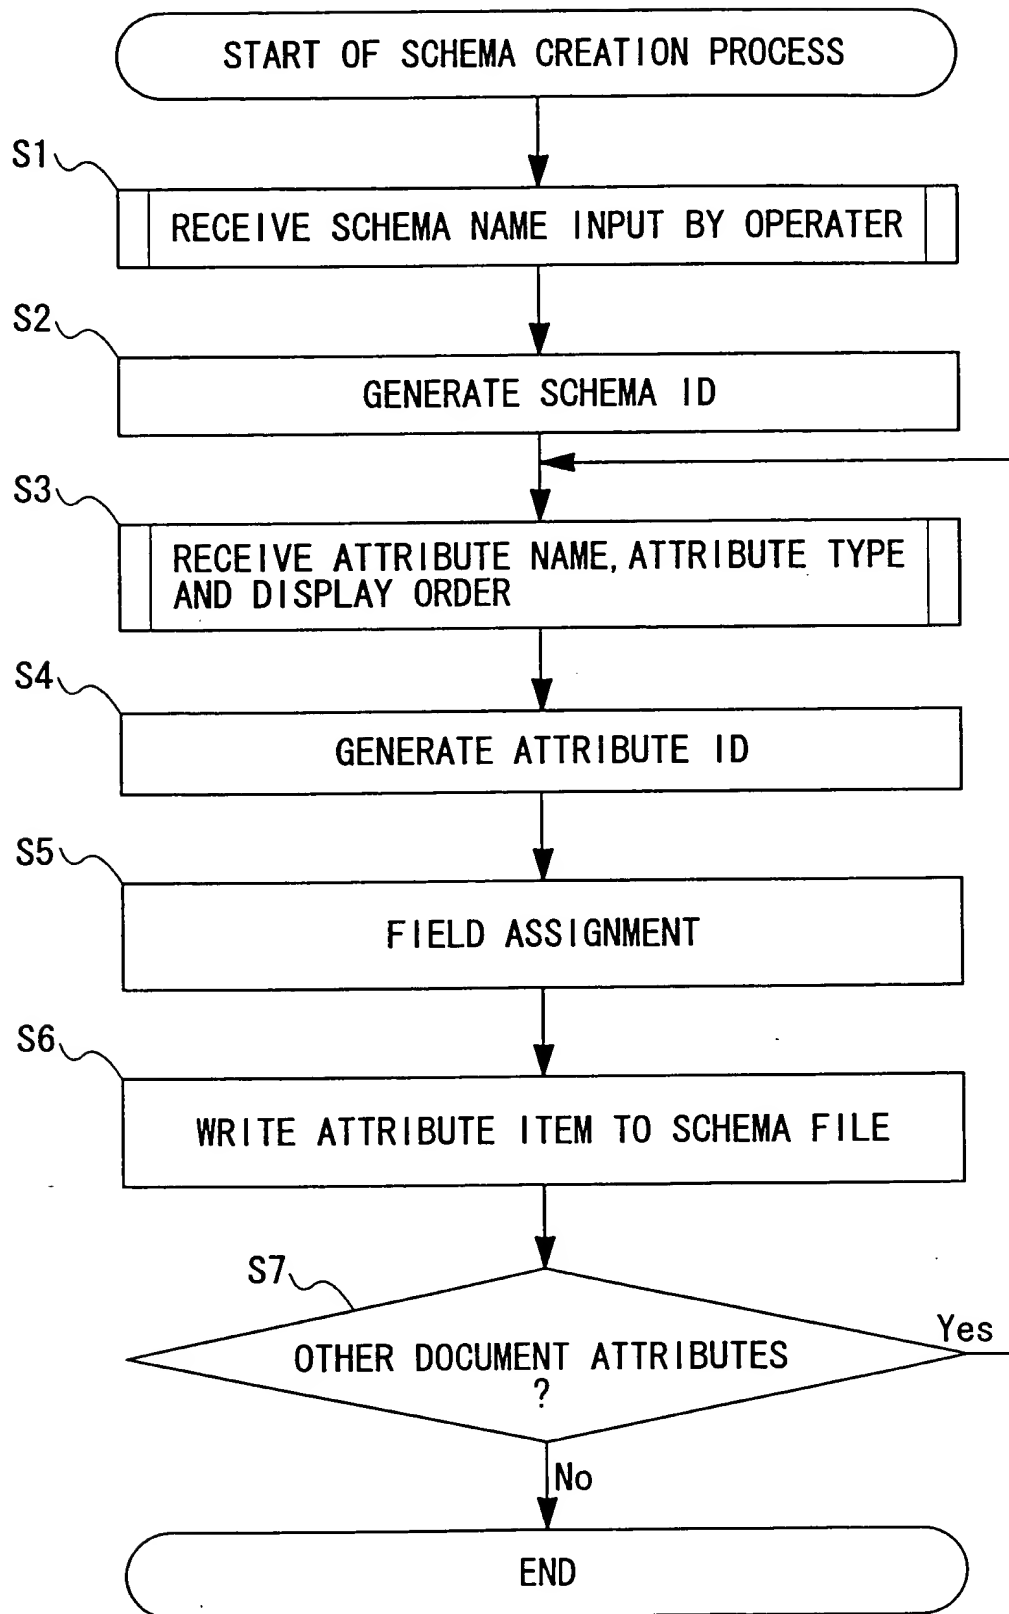 START OF SCHEMA CREATION PROCESS
S1
RECEIVE SCHEMA NAME INPUT BY OPERATER
S2
GENERATE SCHEMA ID
S3
RECEIVE ATTRIBUTE NAME, ATTRIBUTE TYPE
AND DISPLAY ORDER
S4
GENERATE ATTRIBUTE ID
S5
FIELD ASSIGNMENT
S6
WRITE ATTRIBUTE ITEM TO SCHEMA FILE
S7
Yes
OTHER DOCUMENT ATTRIBUTES
?
No
END